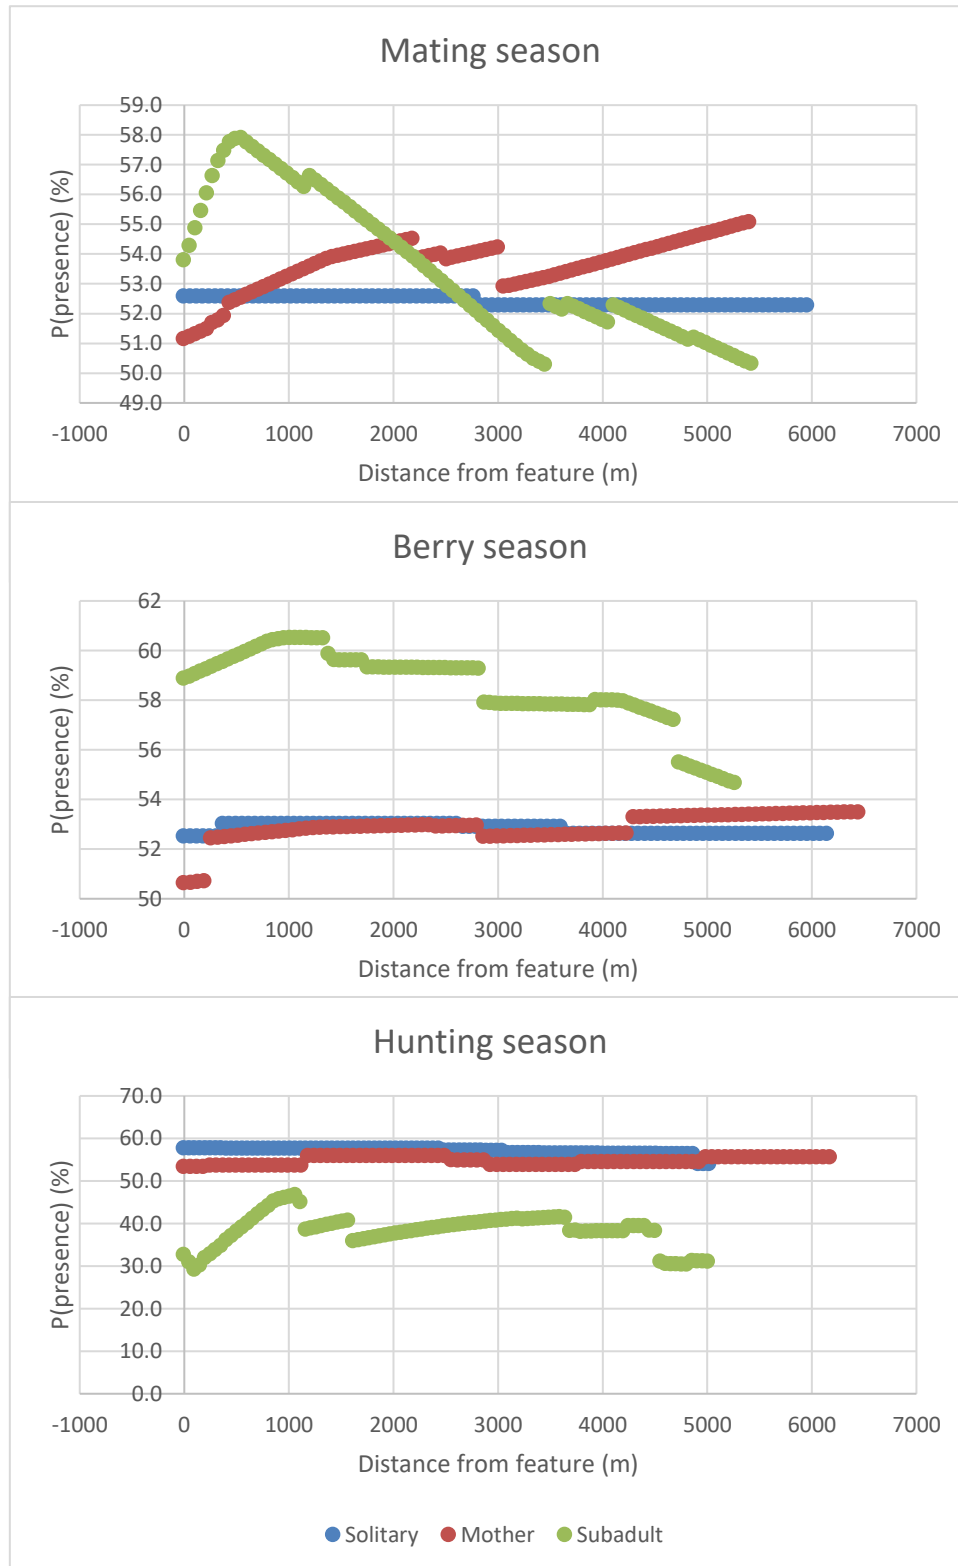 Mating season
59.0
58.0
57.0
56.0
55.0
54.0
53.0
52.0
51.0
50.0
49.0
P(presence) (%)
-1000 0 1000 2000 3000 4000 5000 6000 7000
Distance from feature (m)
Berry season
62
60
58
56
54
52
50
P(presence) (%)
-1000 0 1000 2000 3000 4000 5000 6000 7000
Distance from feature (m)
Hunting season
70.0
60.0
50.0
40.0
30.0
20.0
10.0
0.0
P(presence) (%)
-1000 0 1000 2000 3000 4000 5000 6000 7000
Distance from feature (m)
Solitary Mother Subadult